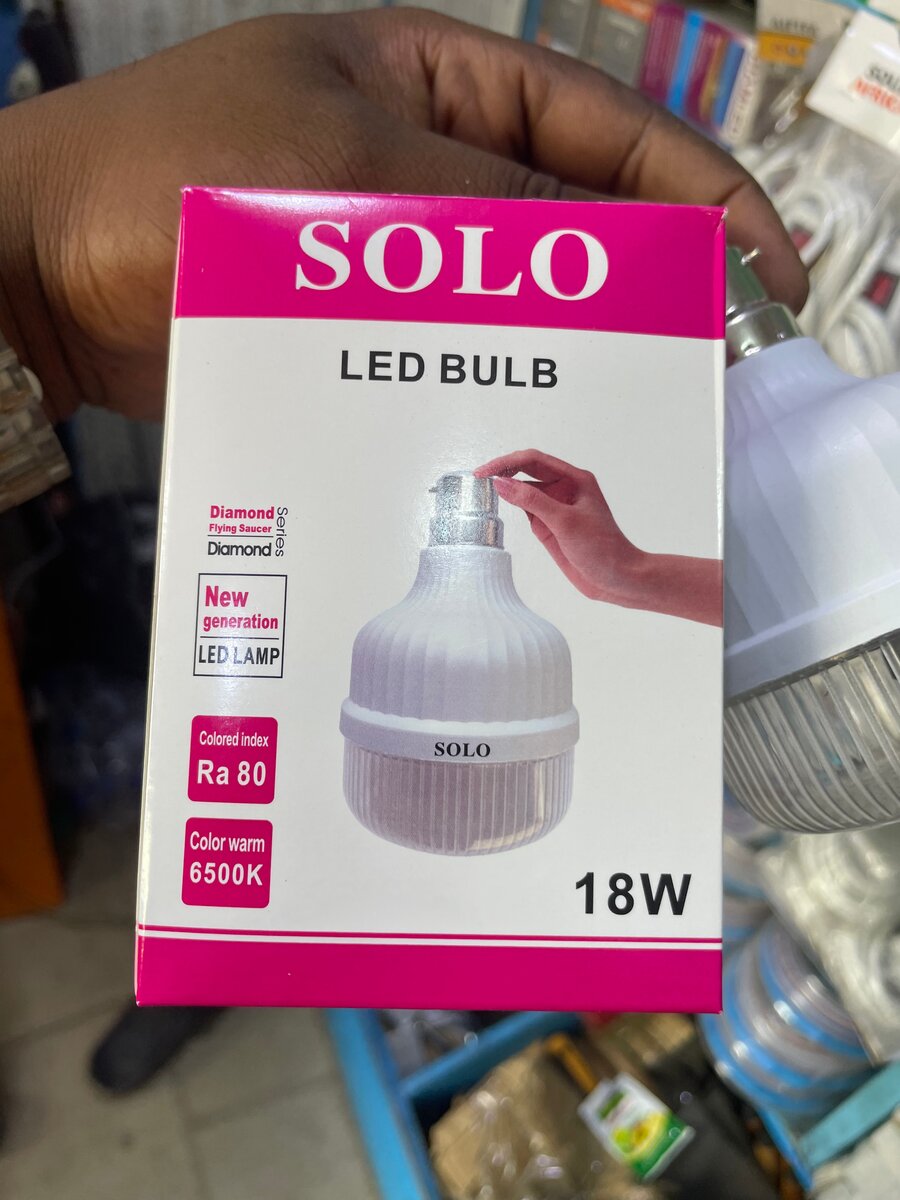 SOLO
LED BULB
Diamond
Flying Saucer
Diamond
Series
New
generation
LED LAMP
Colored index
Ra 80
Color warm
6500K
SOLO
18W